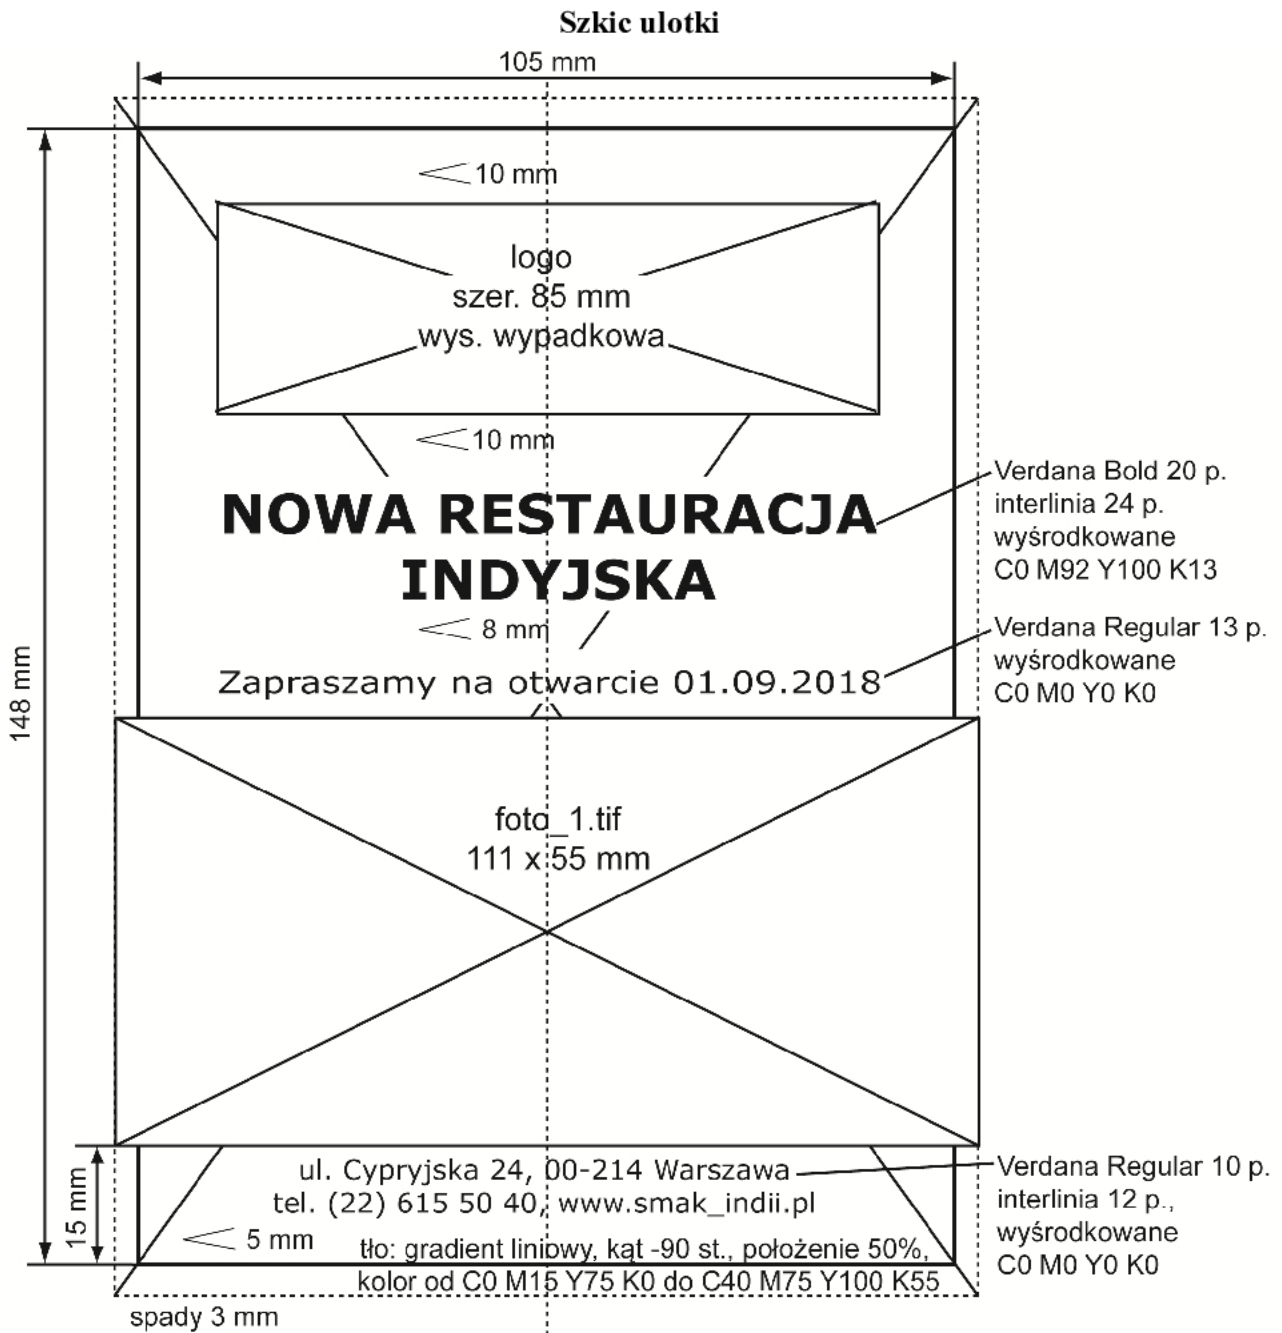 Szkic ulotki
105 mm
10 mm
logo
szer. 85 mm
wys. wypadkowa
10 mm
NOWA RESTAURACJA
INDYJSKA
Verdana Bold 20 p.
interlinia 24 p.
wyśrodkowane
C0 M92 Y100 K13
8 mm
Zapraszamy na otwarcie 01.09.2018
Verdana Regular 13 p.
wyśrodkowane
C0 M0 Y0 K0
148 mm
foto_1.tif
111 x 55 mm
15 mm
ul. Cypryjska 24, 00-214 Warszawa
tel. (22) 615 50 40, www.smak_indii.pl
Verdana Regular 10 p.
interlinia 12 p.,
wyśrodkowane
C0 M0 Y0 K0
5 mm
tło: gradient liniowy, kąt -90 st., położenie 50%,
kolor od C0 M15 Y75 K0 do C40 M75 Y100 K55
spady 3 mm